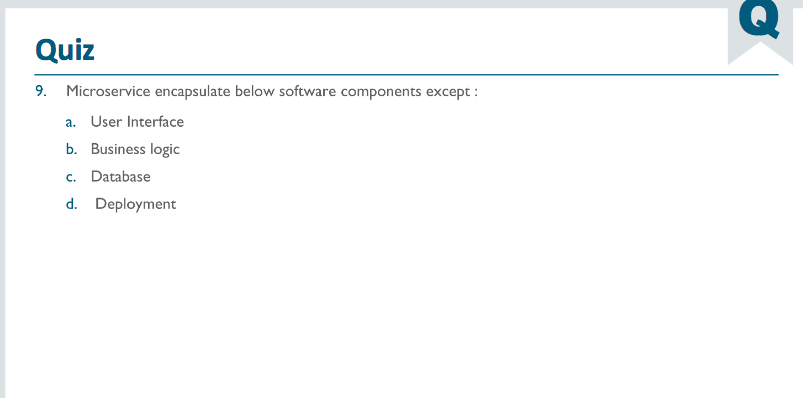 Q
Quiz
9. Microservice encapsulate below software components except :
a. User Interface
b. Business logic
c. Database
d. Deployment